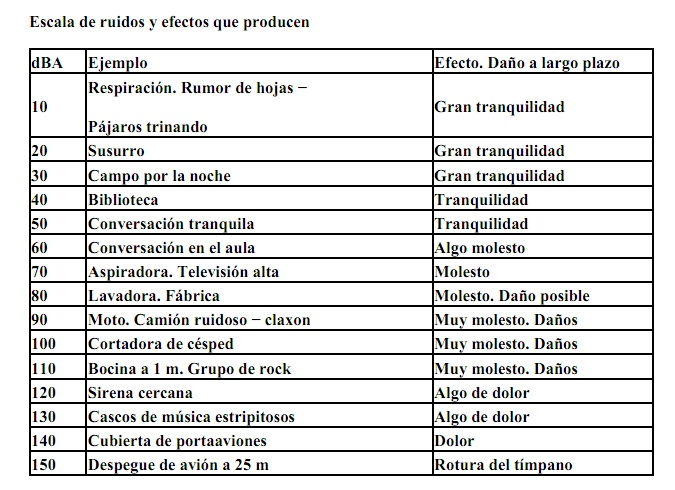 Escala de ruidos y efectos que producen
dBA Ejemplo Efecto. Daño a largo plazo
10 Respiración. Rumor de hojas − Pájaros trinando Gran tranquilidad
20 Susurro Gran tranquilidad
30 Campo por la noche Gran tranquilidad
40 Biblioteca Tranquilidad
50 Conversación tranquila Tranquilidad
60 Conversación en el aula Algo molesto
70 Aspiradora. Televisión alta Molesto
80 Lavadora. Fábrica Molesto. Daño posible
90 Moto. Camión ruidoso − claxon Muy molesto. Daños
100 Cortadora de césped Muy molesto. Daños
110 Bocina a 1 m. Grupo de rock Muy molesto. Daños
120 Sirena cercana Algo de dolor
130 Cascos de música estripitosos Algo de dolor
140 Cubierta de portaaviones Dolor
150 Despegue de avión a 25 m Rotura del tímpano